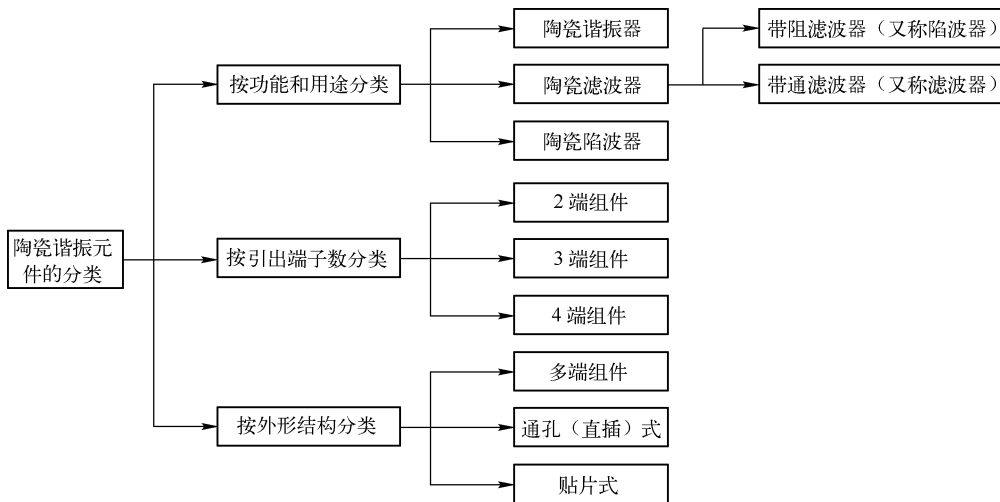 陶瓷谐振元
件的分类
按功能和用途分类
陶瓷谐振器
陶瓷滤波器
带阻滤波器（又称陷波器）
带通滤波器（又称滤波器）
陶瓷陷波器
按引出端子数分类
2 端组件
3 端组件
4 端组件
按外形结构分类
多端组件
通孔（直插）式
贴片式